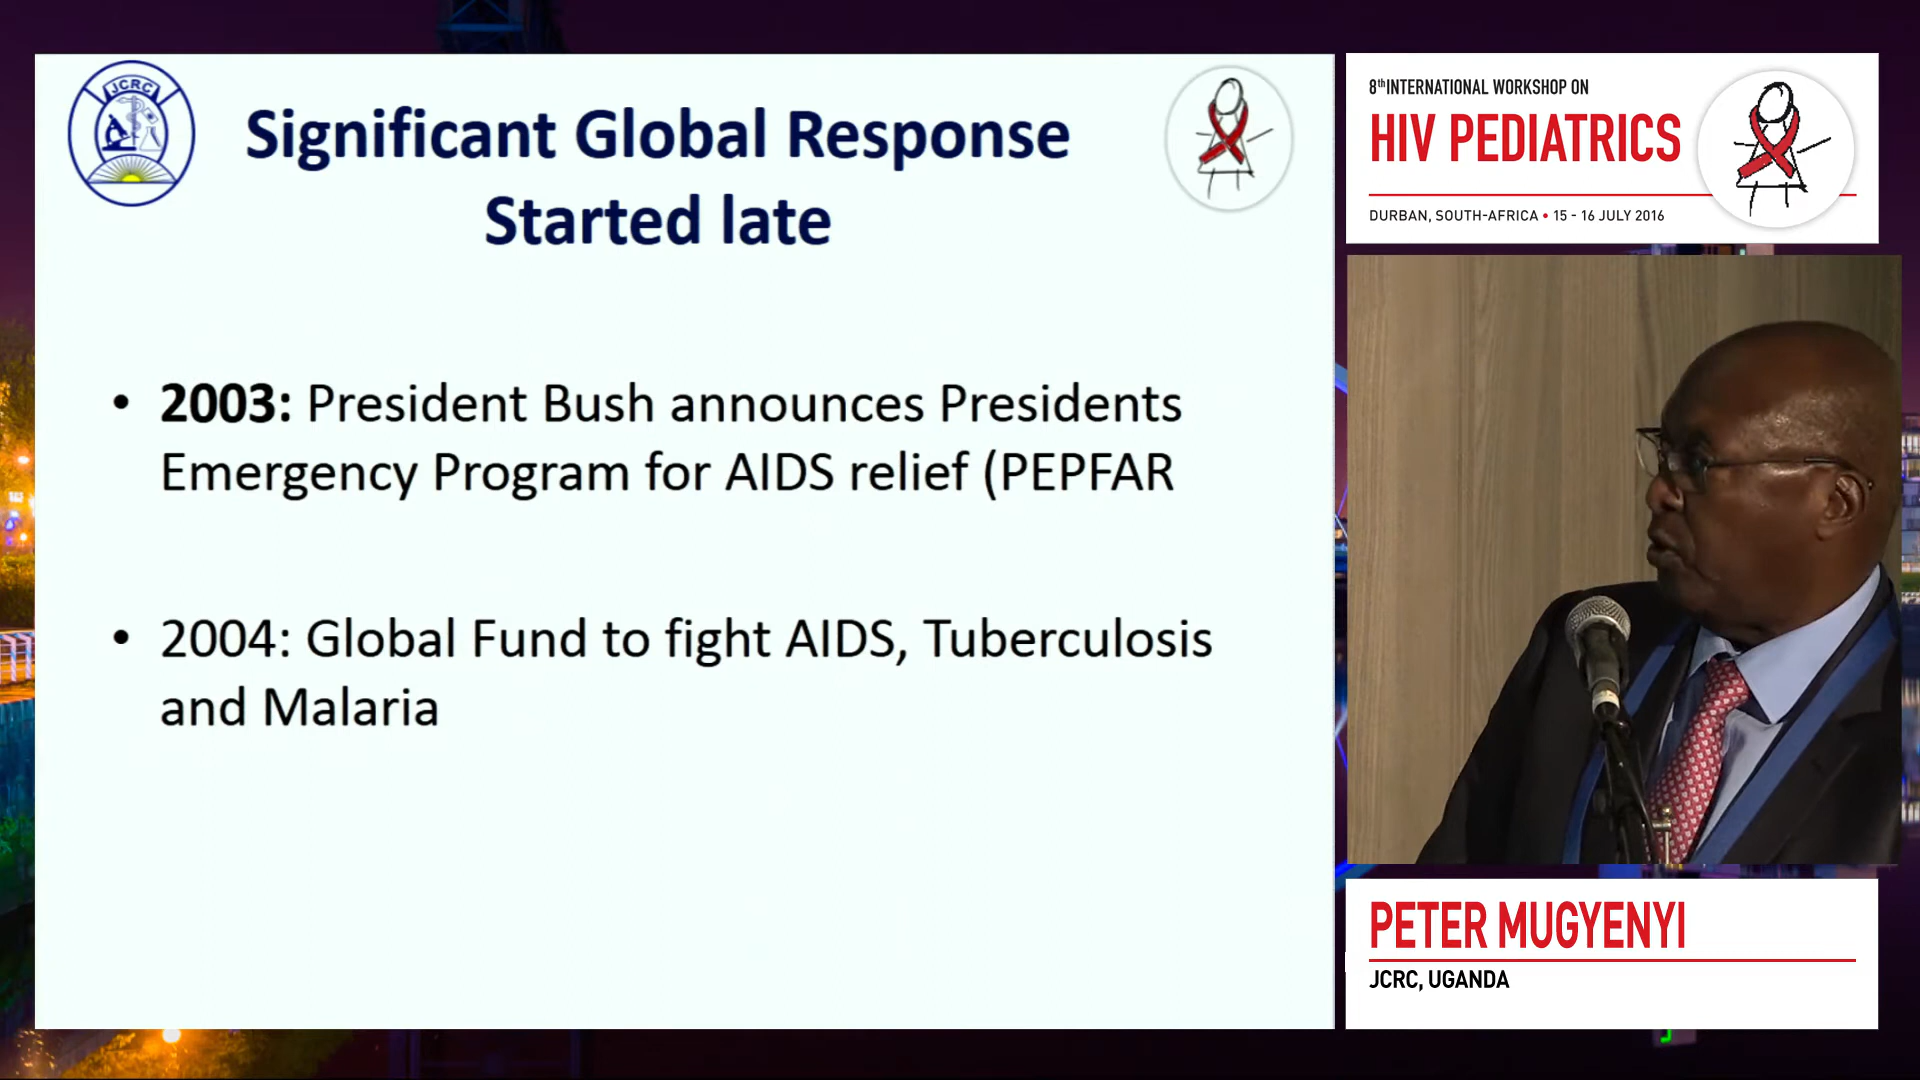 JCRC
Significant Global Response
Started late
• 2003: President Bush announces Presidents
Emergency Program for AIDS relief (PEPFAR
• 2004: Global Fund to fight AIDS, Tuberculosis
and Malaria
8th INTERNATIONAL WORKSHOP ON
HIV PEDIATRICS
DURBAN, SOUTH-AFRICA • 15 - 16 JULY 2016
PETER MUGYENYI
JCRC, UGANDA